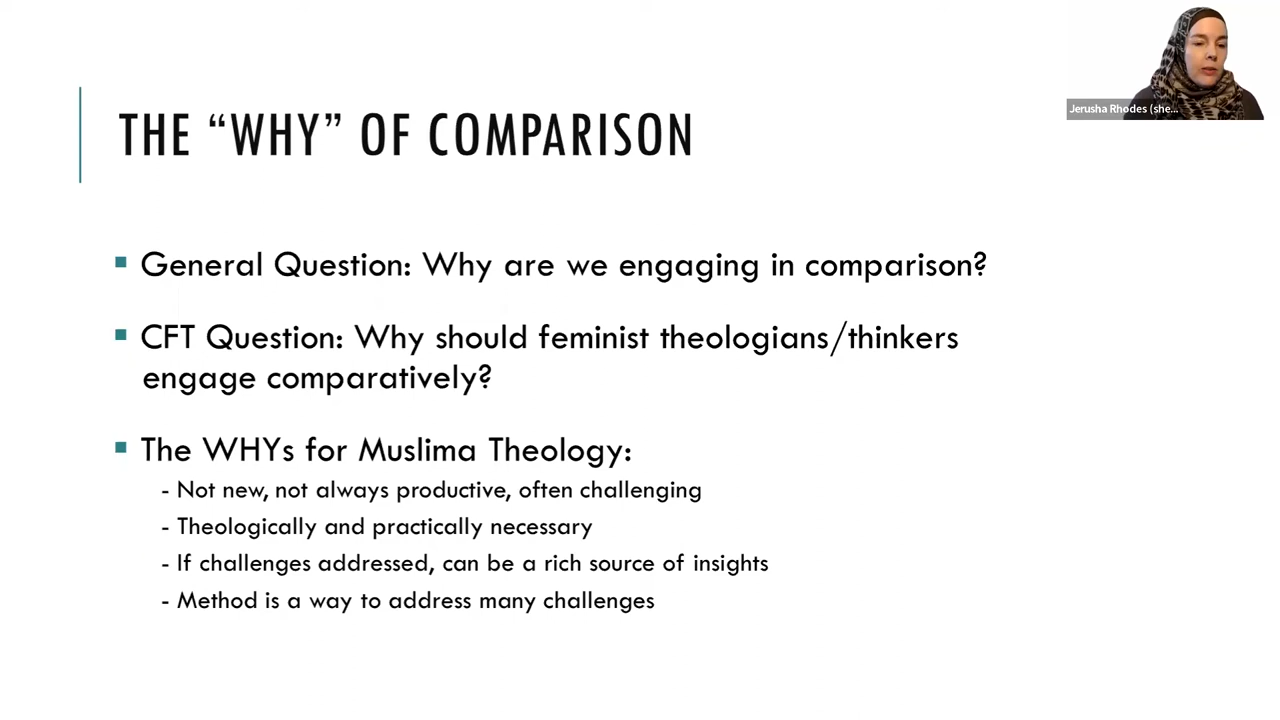 THE “WHY” OF COMPARISON
Jerusha Rhodes (she...
▪ General Question: Why are we engaging in comparison?
▪ CFT Question: Why should feminist theologians/thinkers
engage comparatively?
▪ The WHYs for Muslima Theology:
- Not new, not always productive, often challenging
- Theologically and practically necessary
- If challenges addressed, can be a rich source of insights
- Method is a way to address many challenges